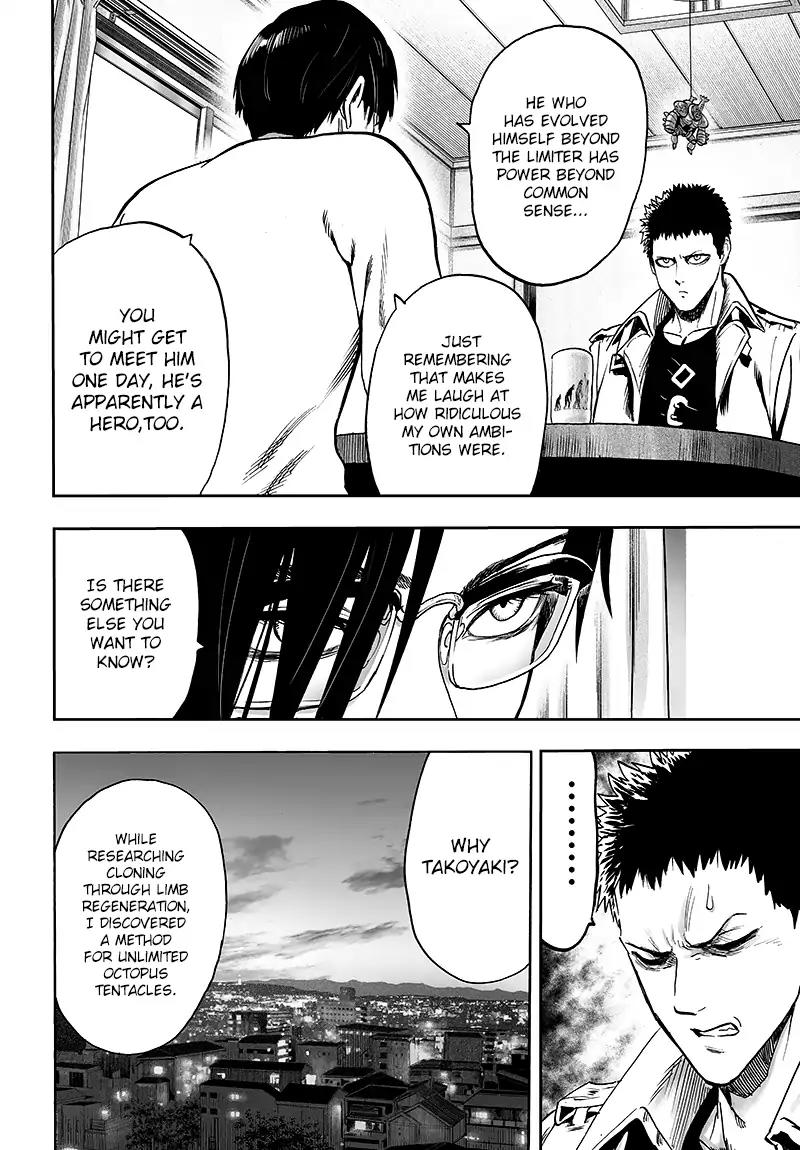 HE WHO
HAS EVOLVED
HIMSELF BEYOND
THE LIMITER HAS
POWER BEYOND
COMMON
SENSE...
JUST
REMEMBERING
THAT MAKES
ME LAUGH AT
HOW RIDICULOUS
MY OWN AMBI-
TIONS WERE.
YOU
MIGHT GET
TO MEET HIM
ONE DAY, HE'S
APPARENTLY A
HERO,TOO.
IS THERE
SOMETHING
ELSE YOU
WANT TO
KNOW?
.........
WHY
TAKOYAKI?
WHILE
RESEARCHING
CLONING
THROUGH LIMB
REGENERATION,
I DISCOVERED
A METHOD
FOR UNLIMITED
OCTOPUS
TENTACLES.